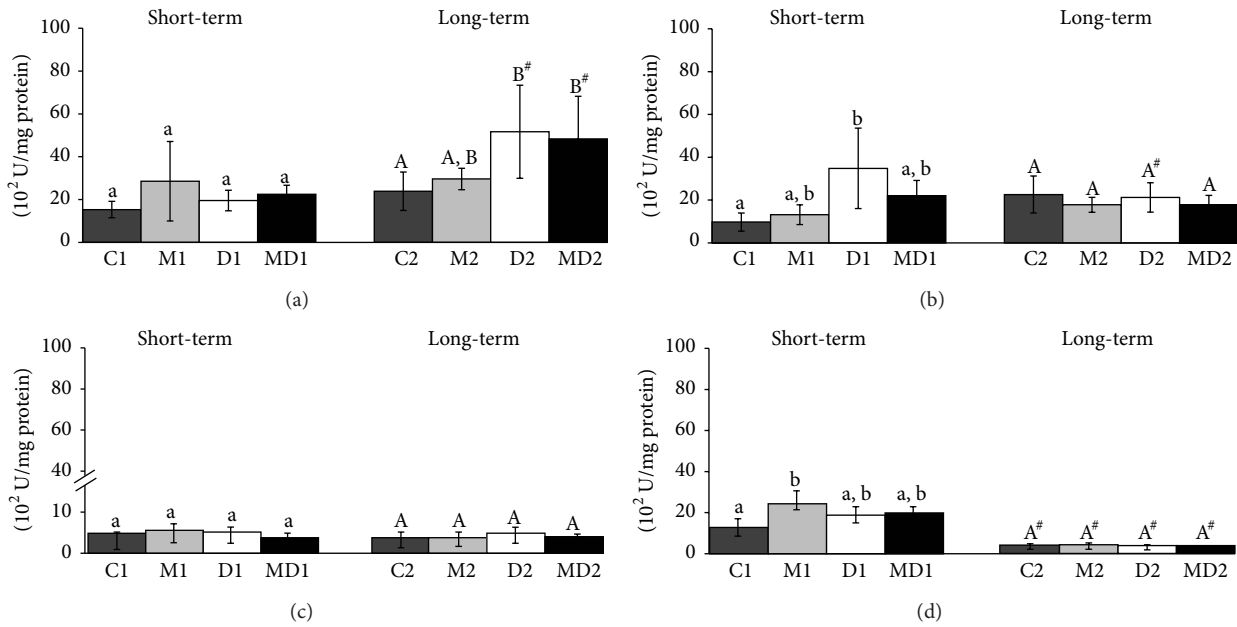 Short-term Long-term
(10² U/mg protein)
100
80
60
40
20
0
a a a a A A, B B# B#
C1 M1 D1 MD1 C2 M2 D2 MD2
(a)
Short-term Long-term
(10² U/mg protein)
100
80
60
40
20
0
a a, b b a, b A A A# A
C1 M1 D1 MD1 C2 M2 D2 MD2
(b)
Short-term Long-term
(10² U/mg protein)
100
80
60
40
10
0
a a a a A A A A
C1 M1 D1 MD1 C2 M2 D2 MD2
(c)
Short-term Long-term
(10² U/mg protein)
100
80
60
40
20
0
a b a, b a, b A# A# A# A#
C1 M1 D1 MD1 C2 M2 D2 MD2
(d)